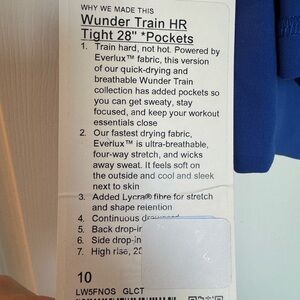 WHY WE MADE THIS
Wunder Train HR
Tight 28" *Pockets
1. Train hard, not hot. Powered by
Everlux™ fabric, this version
of our quick-drying and
breathable Wunder Train
collection has added pockets so
you can get sweaty, stay
focused, and keep your workout
essentials close
2. Our fastest drying fabric,
Everlux™ is ultra-breathable,
four-way stretch, and wicks
away sweat. It feels soft on
the outside and cool and sleek
next to skin
3. Added Lycra® fibre for stretch
and shape retention
4. Continuous
5. Back drop-in
6. Side drop-in
7. High rise,
10
LW5FNOS GLCT